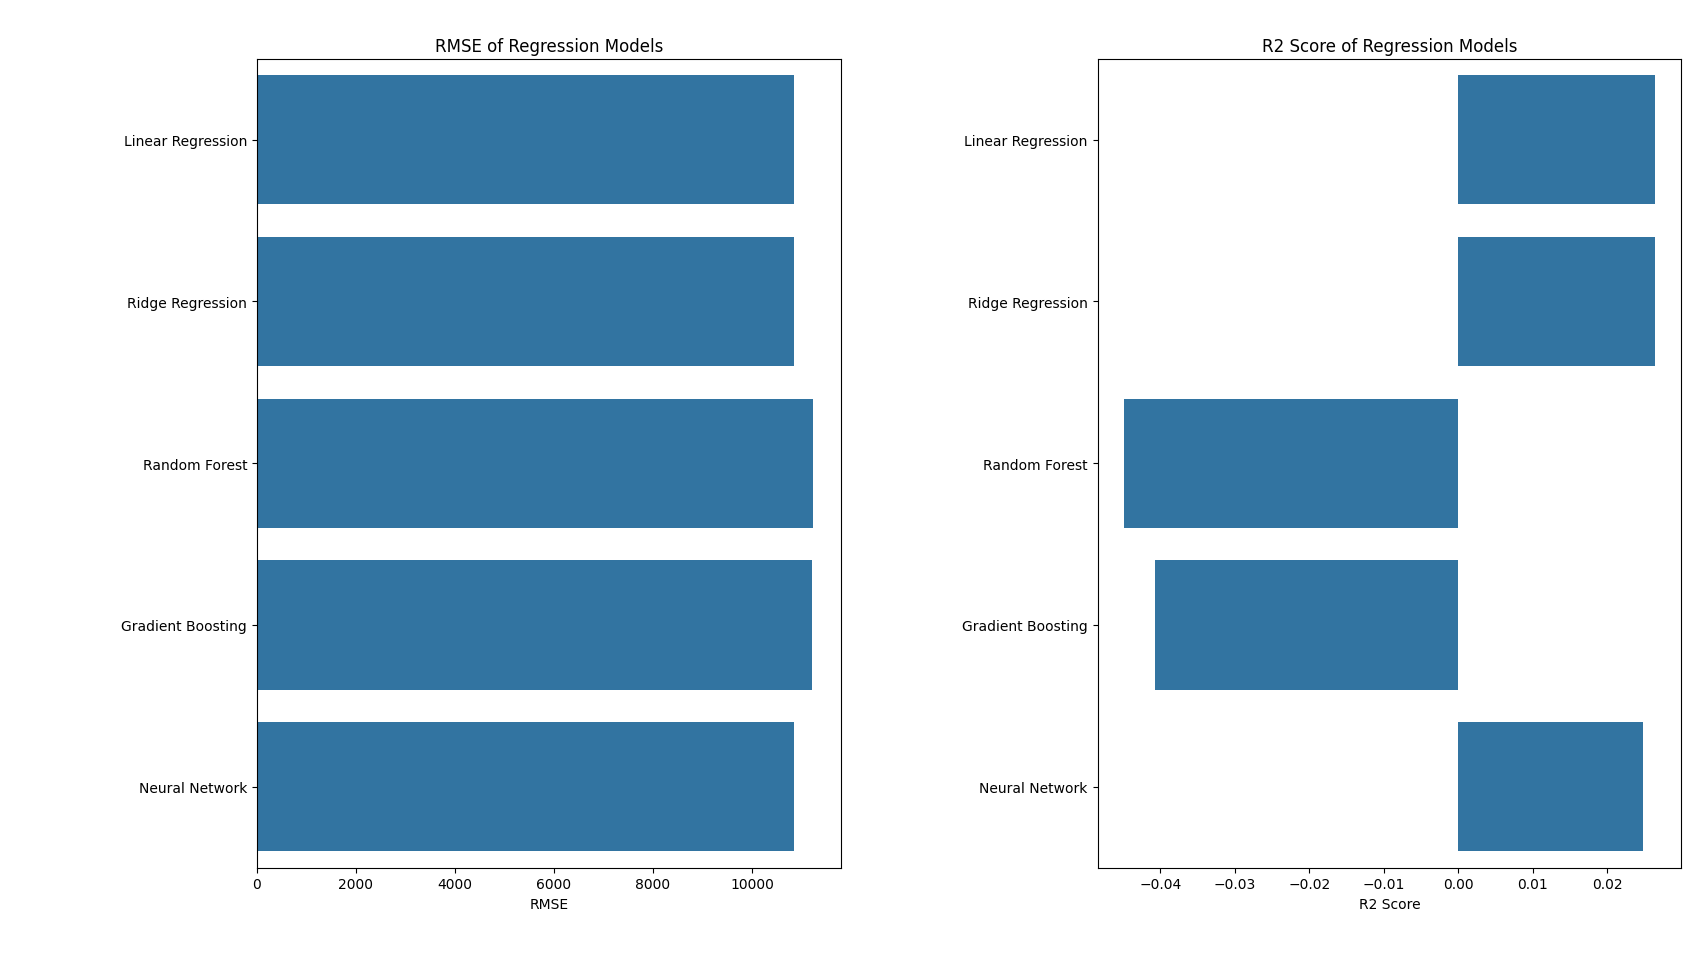 RMSE of Regression Models
Linear Regression
Ridge Regression
Random Forest
Gradient Boosting
Neural Network
0 2000 4000 6000 8000 10000
RMSE
R2 Score of Regression Models
Linear Regression
Ridge Regression
Random Forest
Gradient Boosting
Neural Network
−0.04 −0.03 −0.02 −0.01 0.00 0.01 0.02
R2 Score